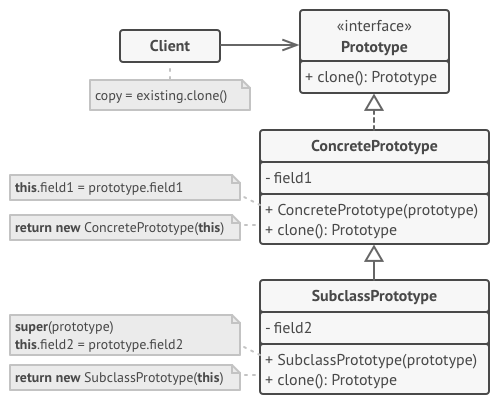 «interface»
Client
Prototype
+ clone(): Prototype
copy = existing.clone()
ConcretePrototype
- field1
this.field1 = prototype.field1
+ ConcretePrototype(prototype)
return new ConcretePrototype(this)
+ clone(): Prototype
SubclassPrototype
- field2
super(prototype)
this.field2 = prototype.field2
+ SubclassPrototype(prototype)
return new SubclassPrototype(this)
+ clone(): Prototype